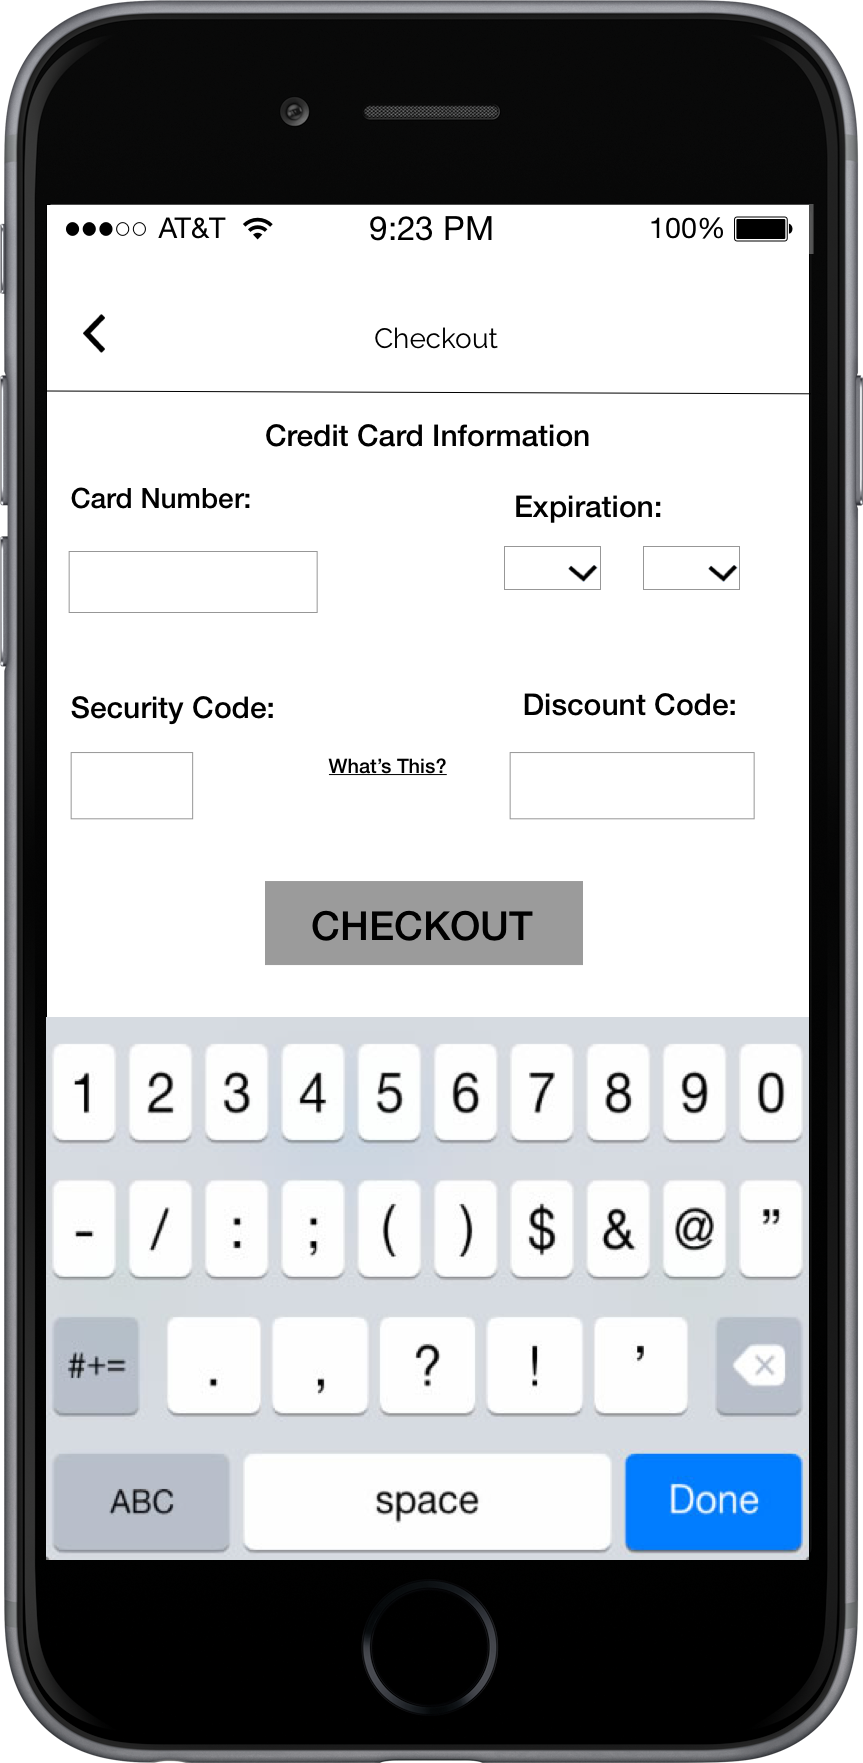 AT&T 9:23 PM 100%
Checkout
Credit Card Information
Card Number: Expiration:
Security Code: Discount Code:
What's This?
CHECKOUT
1 2 3 4 5 6 7 8 9 0
- / : ; ( ) $ & @ ”
#+= . , ? ! ’
ABC space Done